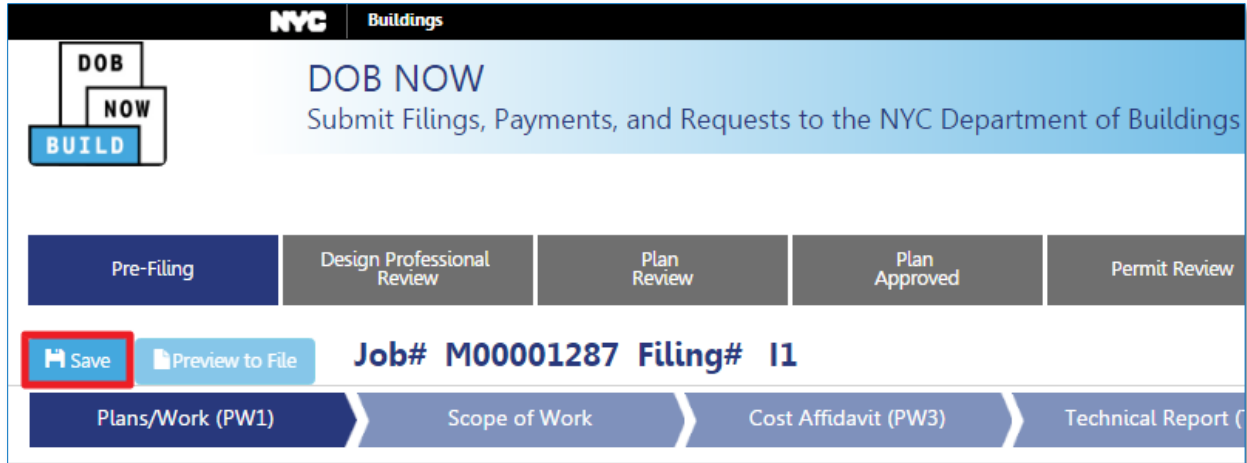 NYC Buildings
DOB
NOW
BUILD
DOB NOW
Submit Filings, Payments, and Requests to the NYC Department of Buildings
Pre-Filing
Design Professional
Review
Plan
Review
Plan
Approved
Permit Review
Save
Preview to File
Job# M00001287 Filing# I1
Plans/Work (PW1)
Scope of Work
Cost Affidavit (PW3)
Technical Report (